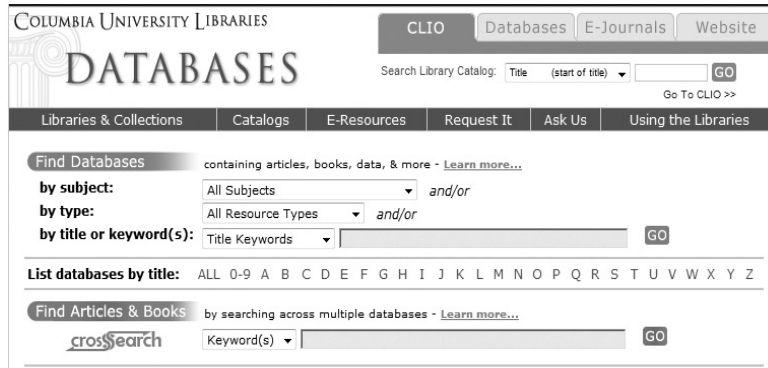 COLUMBIA UNIVERSITY LIBRARIES
DATABASES
CLIO Databases E-Journals Website
Search Library Catalog: Title (start of title) GO
Go To CLIO >>
Libraries & Collections Catalogs E-Resources Request It Ask Us Using the Libraries
Find Databases containing articles, books, data, & more - Learn more...
by subject: All Subjects and/or
by type: All Resource Types and/or
by title or keyword(s): Title Keywords GO
List databases by title: ALL 0-9 A B C D E F G H I J K L M N O P Q R S T U V W X Y Z
Find Articles & Books by searching across multiple databases - Learn more...
crosSearch Keyword(s) GO